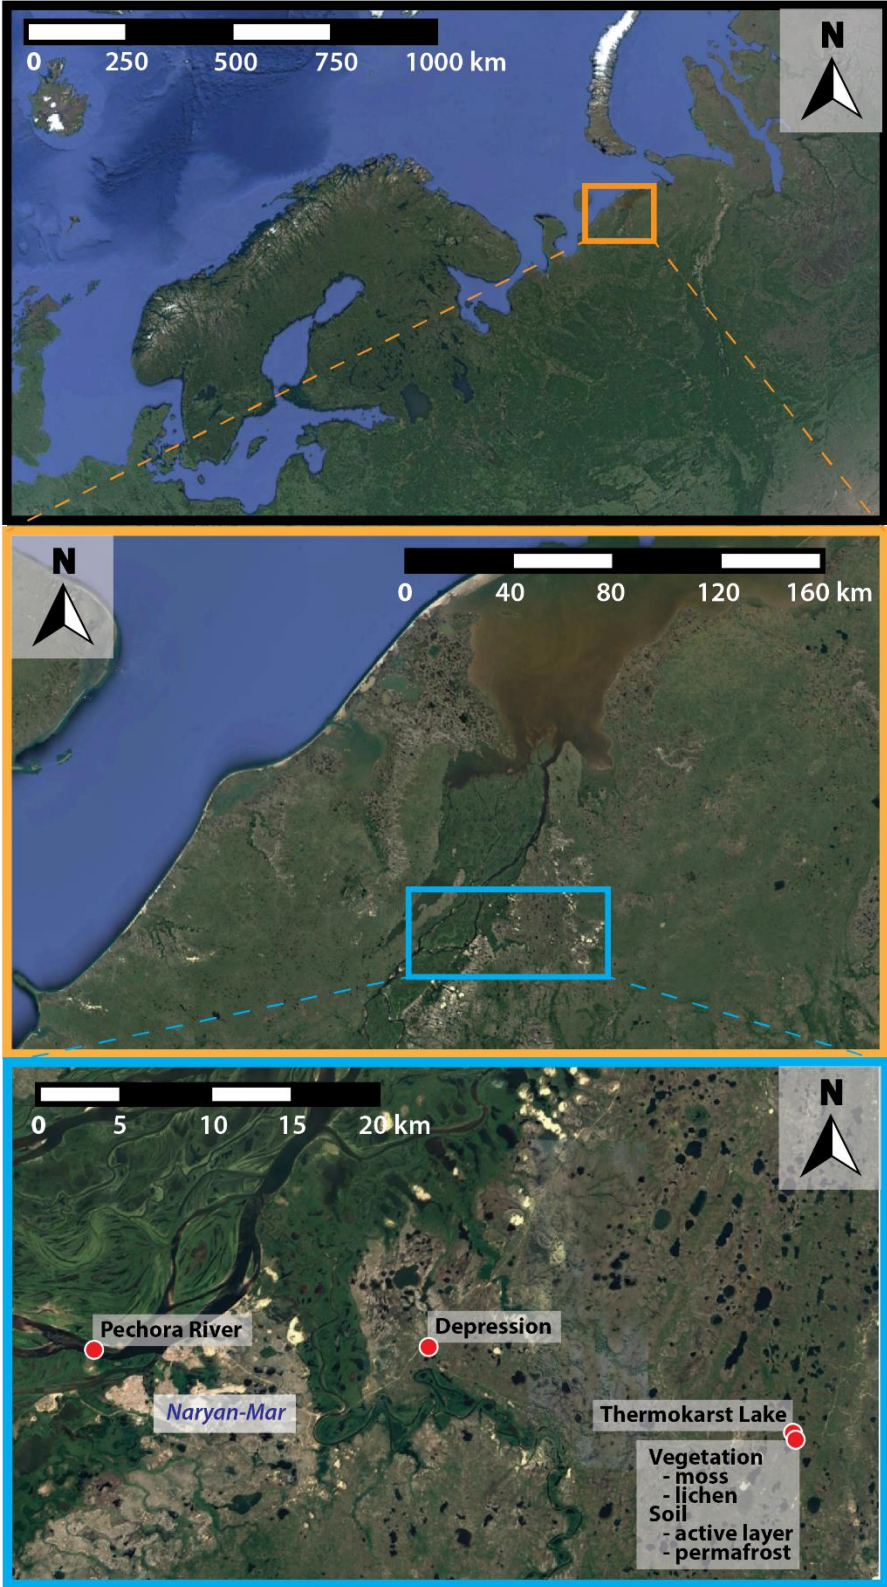 N
0 250 500 750 1000 km
N
0 40 80 120 160 km
N
0 5 10 15 20 km
Pechora River
Depression
Naryan-Mar
Thermokarst Lake
Vegetation
- moss
- lichen
Soil
- active layer
- permafrost